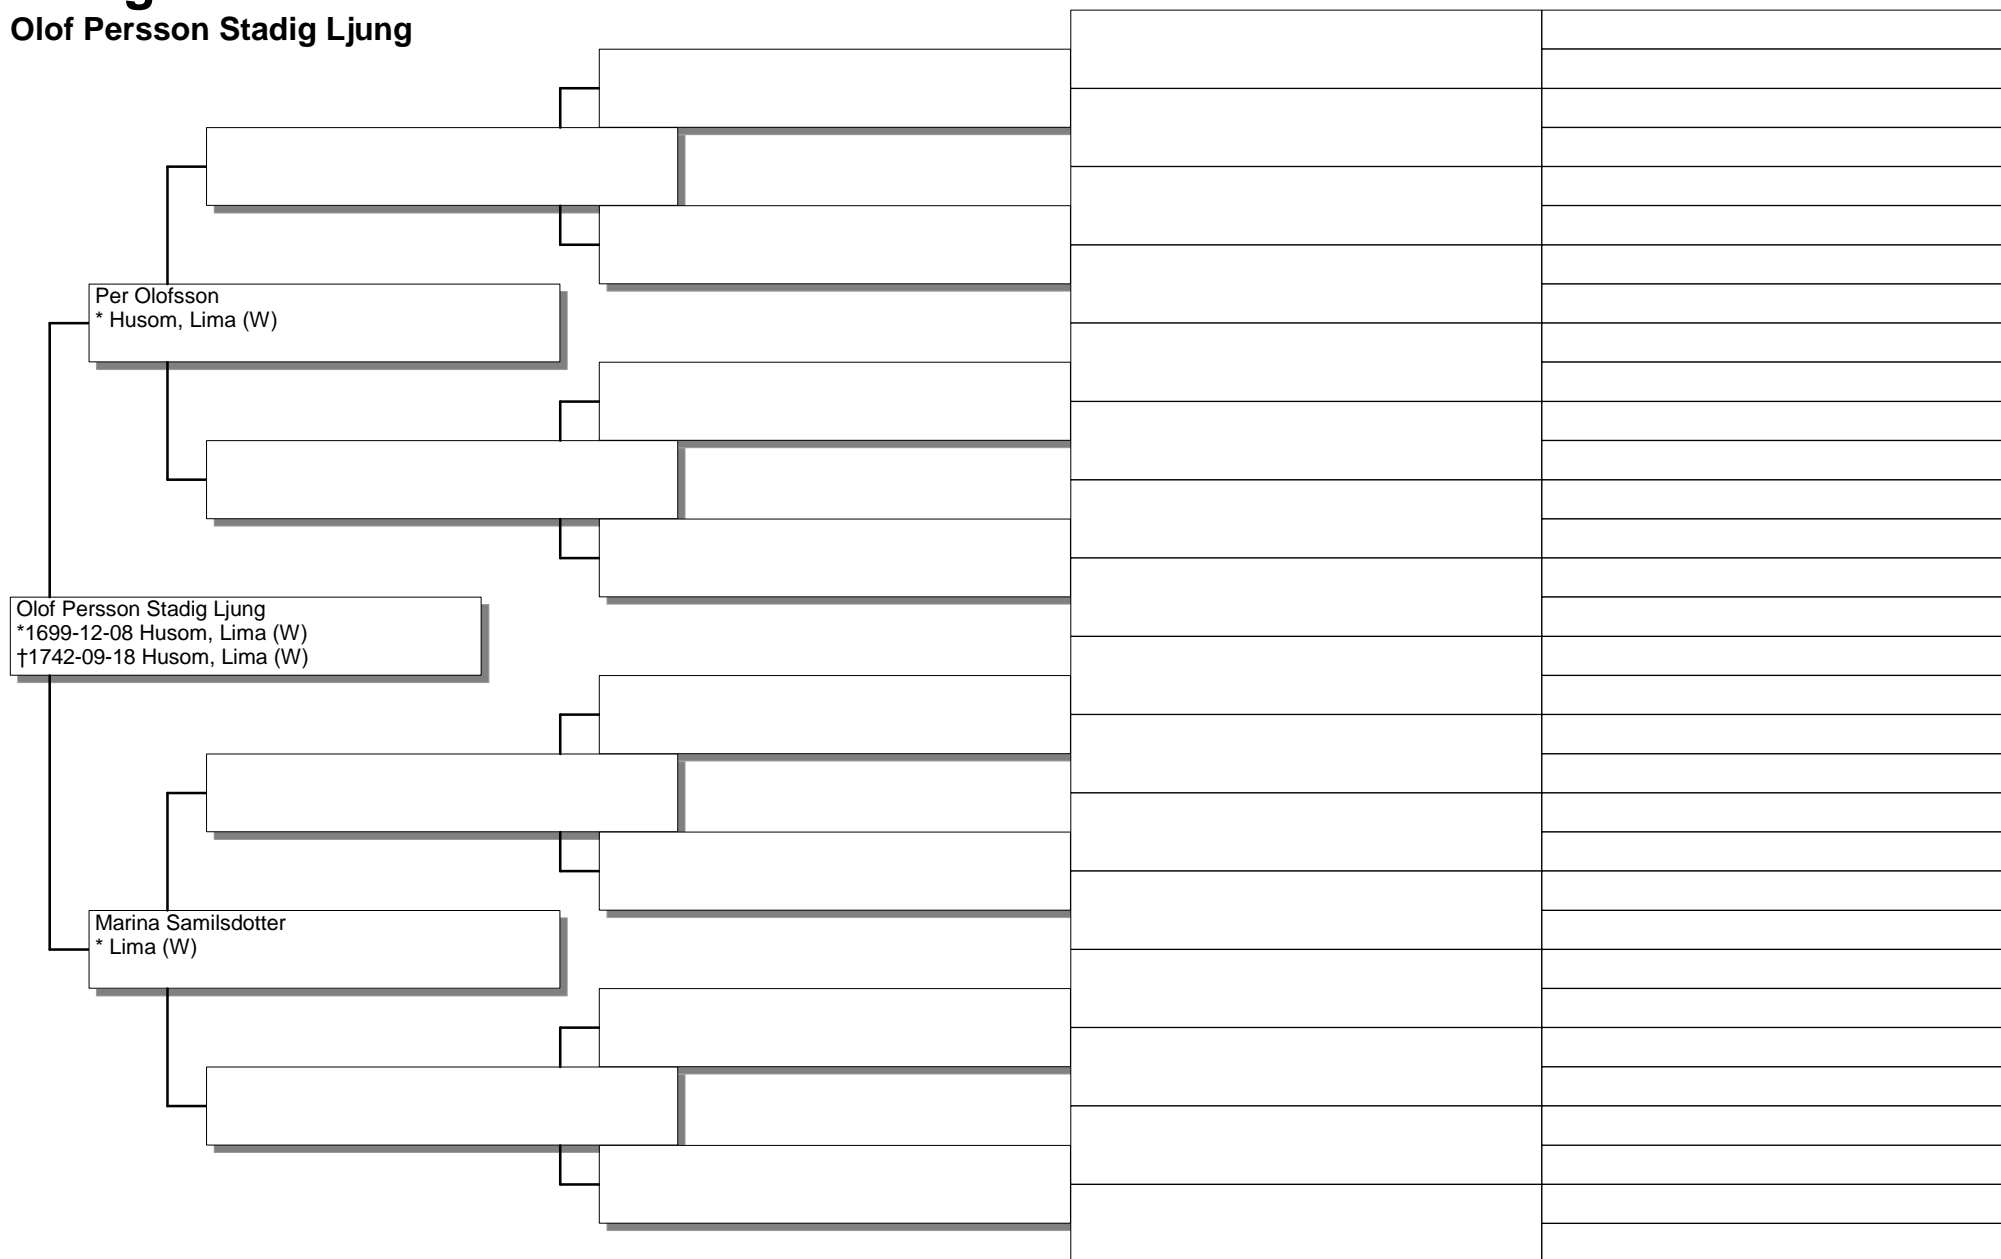 Olof Persson Stadig Ljung
Per Olofsson
* Husom, Lima (W)
Olof Persson Stadig Ljung
*1699-12-08 Husom, Lima (W)
†1742-09-18 Husom, Lima (W)
Marina Samilsdotter
* Lima (W)